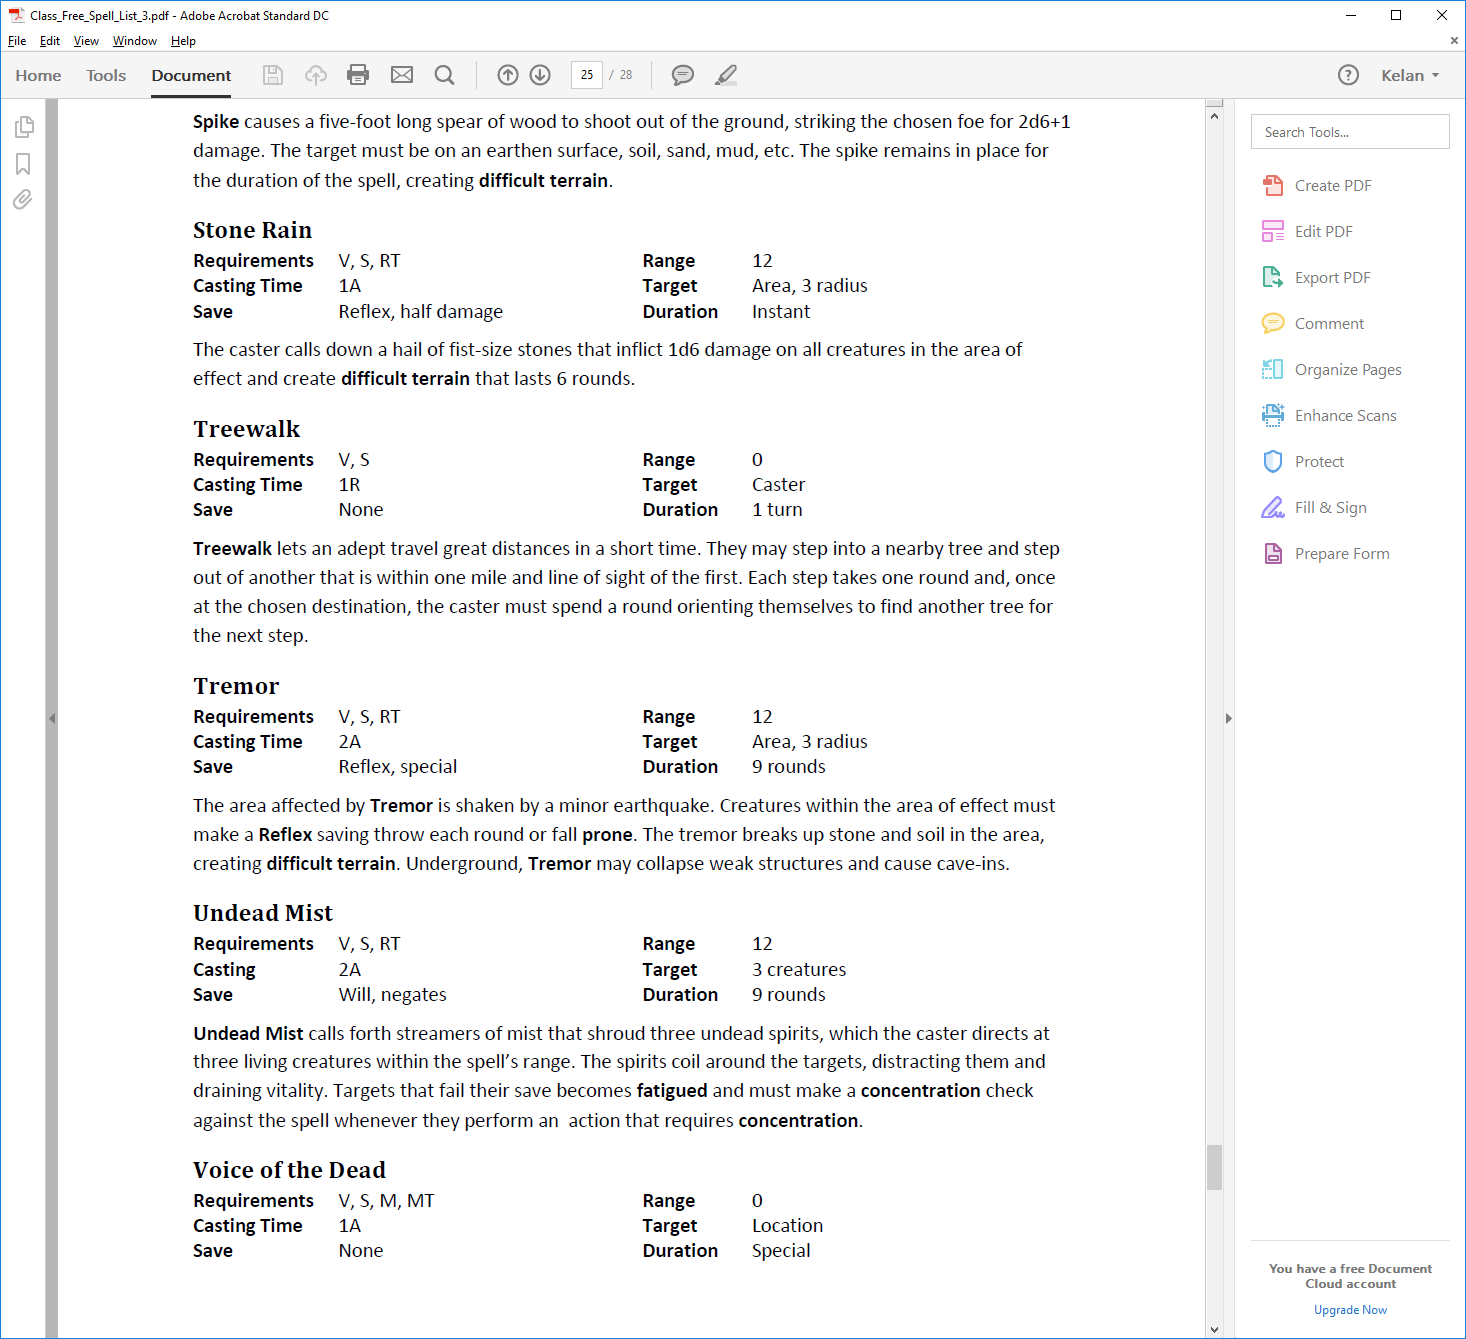 Class_Free_Spell_List_3.pdf - Adobe Acrobat Standard DC
File Edit View Window Help
Home Tools Document 25 / 28 Kelan
Spike causes a five-foot long spear of wood to shoot out of the ground, striking the chosen foe for 2d6+1
damage. The target must be on an earthen surface, soil, sand, mud, etc. The spike remains in place for
the duration of the spell, creating difficult terrain.
Stone Rain
Requirements V, S, RT Range 12
Casting Time 1A Target Area, 3 radius
Save Reflex, half damage Duration Instant
The caster calls down a hail of fist-size stones that inflict 1d6 damage on all creatures in the area of
effect and create difficult terrain that lasts 6 rounds.
Treewalk
Requirements V, S Range 0
Casting Time 1R Target Caster
Save None Duration 1 turn
Treewalk lets an adept travel great distances in a short time. They may step into a nearby tree and step
out of another that is within one mile and line of sight of the first. Each step takes one round and, once
at the chosen destination, the caster must spend a round orienting themselves to find another tree for
the next step.
Tremor
Requirements V, S, RT Range 12
Casting Time 2A Target Area, 3 radius
Save Reflex, special Duration 9 rounds
The area affected by Tremor is shaken by a minor earthquake. Creatures within the area of effect must
make a Reflex saving throw each round or fall prone. The tremor breaks up stone and soil in the area,
creating difficult terrain. Underground, Tremor may collapse weak structures and cause cave-ins.
Undead Mist
Requirements V, S, RT Range 12
Casting 2A Target 3 creatures
Save Will, negates Duration 9 rounds
Undead Mist calls forth streamers of mist that shroud three undead spirits, which the caster directs at
three living creatures within the spell’s range. The spirits coil around the targets, distracting them and
draining vitality. Targets that fail their save becomes fatigued and must make a concentration check
against the spell whenever they perform an  action that requires concentration.
Voice of the Dead
Requirements V, S, M, MT Range 0
Casting Time 1A Target Location
Save None Duration Special
Search Tools...
Create PDF
Edit PDF
Export PDF
Comment
Organize Pages
Enhance Scans
Protect
Fill & Sign
Prepare Form
You have a free Document
Cloud account
Upgrade Now